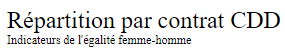 Répartition par contrat CDD
Indicateurs de l'égalité femme-homme